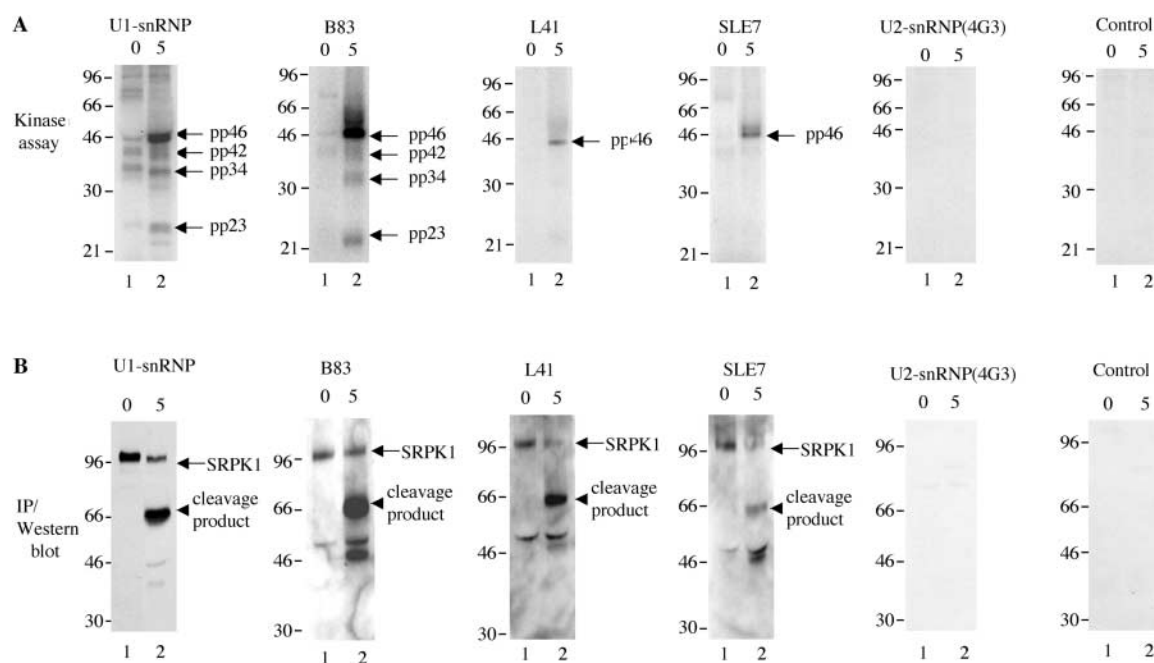 A
U1-snRNP
B83
L41
SLE7
U2-snRNP(4G3)
Control
0 5
0 5
0 5
0 5
0 5
0 5
Kinase
assay
96
66
46
30
21
pp46
pp42
pp34
pp23
1 2
96
66
46
30
21
pp46
pp42
pp34
pp23
1 2
96
66
46
30
21
pp46
1 2
96
66
46
30
21
pp46
1 2
96
66
46
30
21
1 2
96
66
46
30
21
1 2
B
U1-snRNP
B83
L41
SLE7
U2-snRNP(4G3)
Control
0 5
0 5
0 5
0 5
0 5
0 5
IP/
Western
blot
96
66
46
30
SRPK1
cleavage
product
1 2
96
66
46
30
SRPK1
cleavage
product
1 2
96
66
46
30
SRPK1
cleavage
product
1 2
96
66
46
30
SRPK1
cleavage
product
1 2
96
66
46
30
1 2
96
66
46
30
1 2